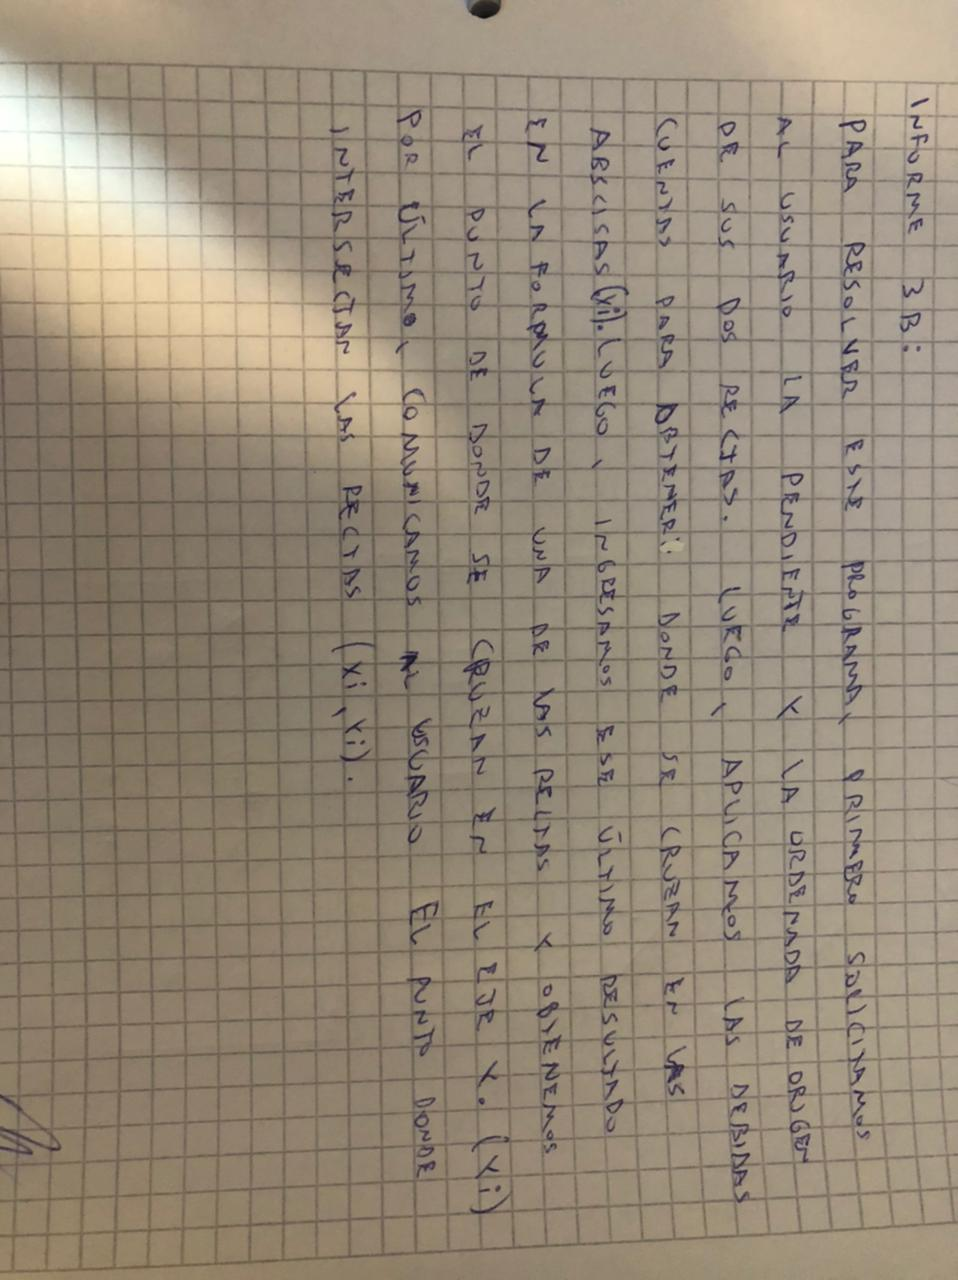 INFORME 3B:
PARA RESOLVER ESTE PROGRAMA, PRIMERO SOLICITAMOS
AL USUARIO LA PENDIENTE Y LA ORDENADA DE ORIGEN
DE SUS DOS RECTAS. LUEGO, APLICAMOS LAS DEBIDAS
CUENTAS PARA OBTENER: DONDE SE CRUZAN EN LAS
ABSCISAS (Xi). LUEGO, INGRESAMOS ESE ÚLTIMO RESULTADO
EN LA FORMULA DE UNA DE LAS RECTAS Y OBTENEMOS
EL PUNTO DE DONDE SE CRUZAN EN EL EJE Y. (Yi)
POR ÚLTIMO, COMUNICAMOS AL USUARIO EL PUNTO DONDE
INTERSECTAN LAS RECTAS (Xi, Yi).